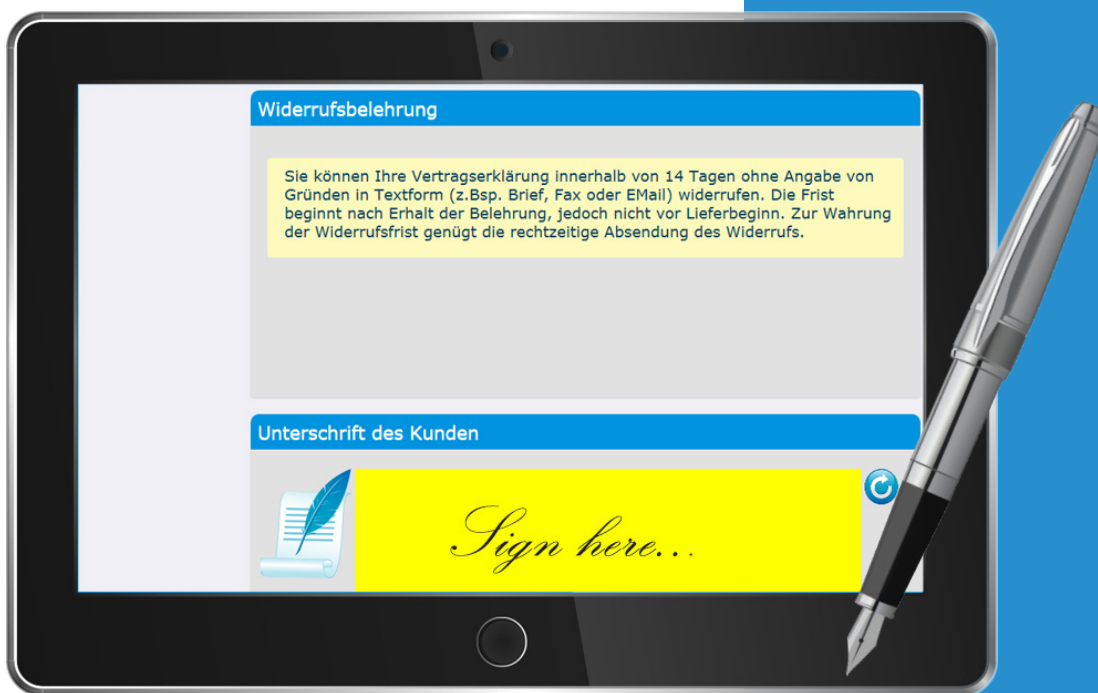 Widerrufsbelehrung
Sie können Ihre Vertragserklärung innerhalb von 14 Tagen ohne Angabe von
Gründen in Textform (z.Bsp. Brief, Fax oder EMail) widerrufen. Die Frist
beginnt nach Erhalt der Belehrung, jedoch nicht vor Lieferbeginn. Zur Wahrung
der Widerrufsfrist genügt die rechtzeitige Absendung des Widerrufs.
Unterschrift des Kunden
Sign here...